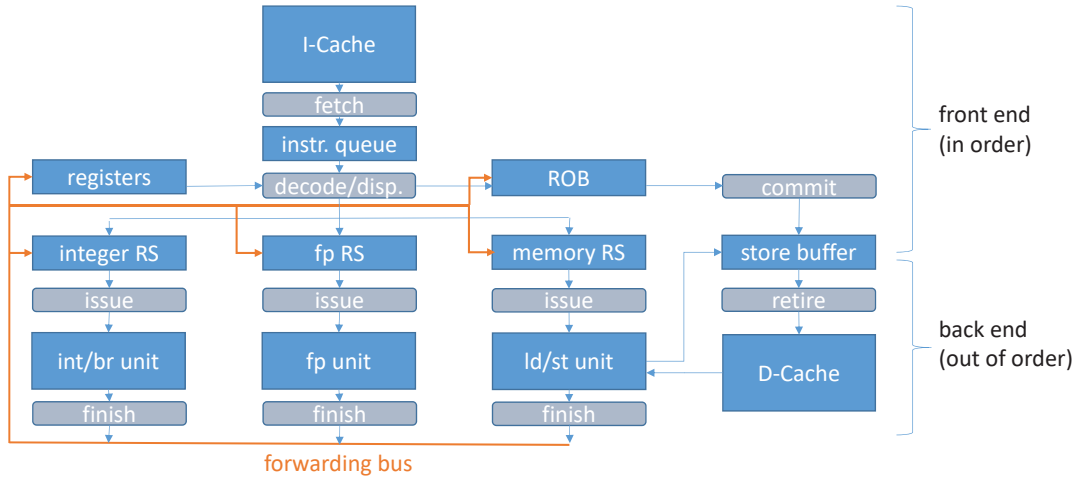 I-Cache
fetch
instr. queue
registers
decode/disp.
ROB
commit
front end
(in order)
integer RS
fp RS
memory RS
store buffer
issue
issue
issue
retire
int/br unit
fp unit
ld/st unit
D-Cache
back end
(out of order)
finish
finish
finish
forwarding bus